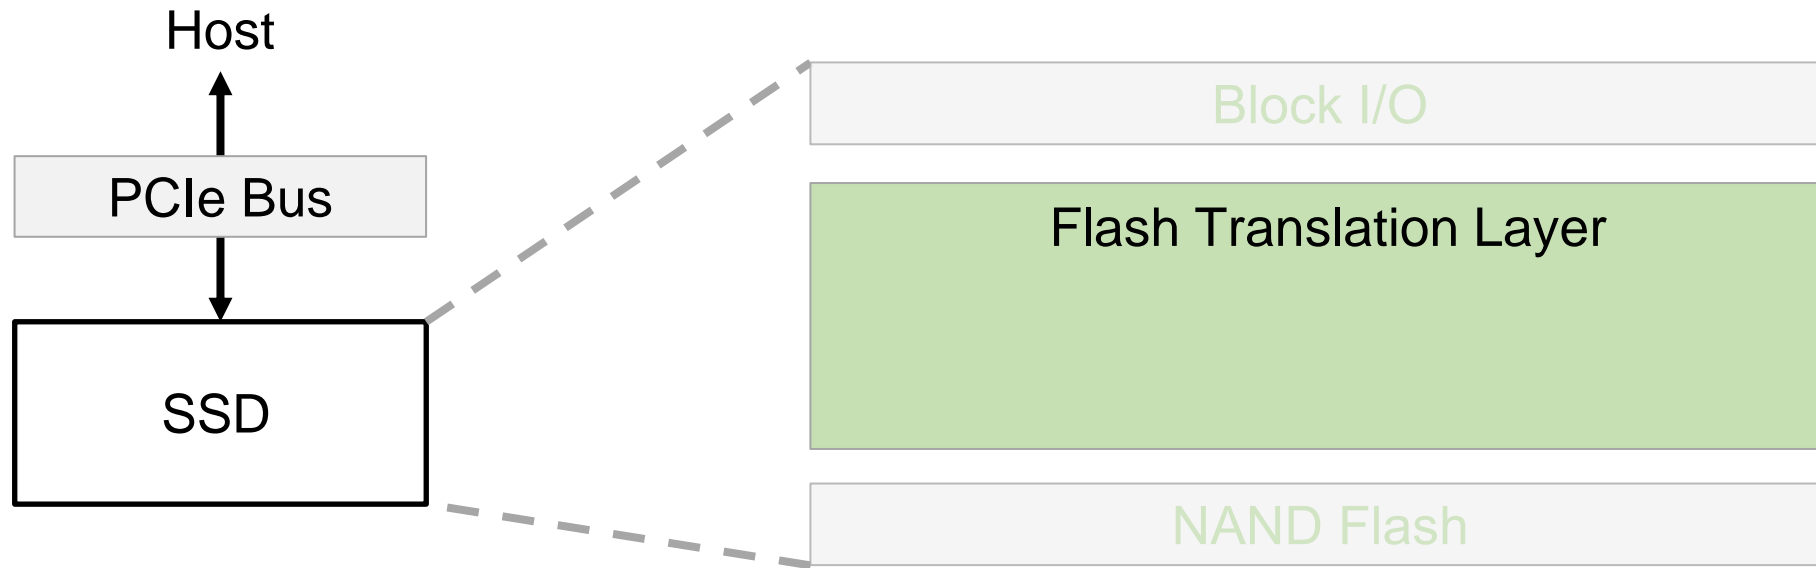 Host
PCIe Bus
SSD
Block I/O
Flash Translation Layer
NAND Flash